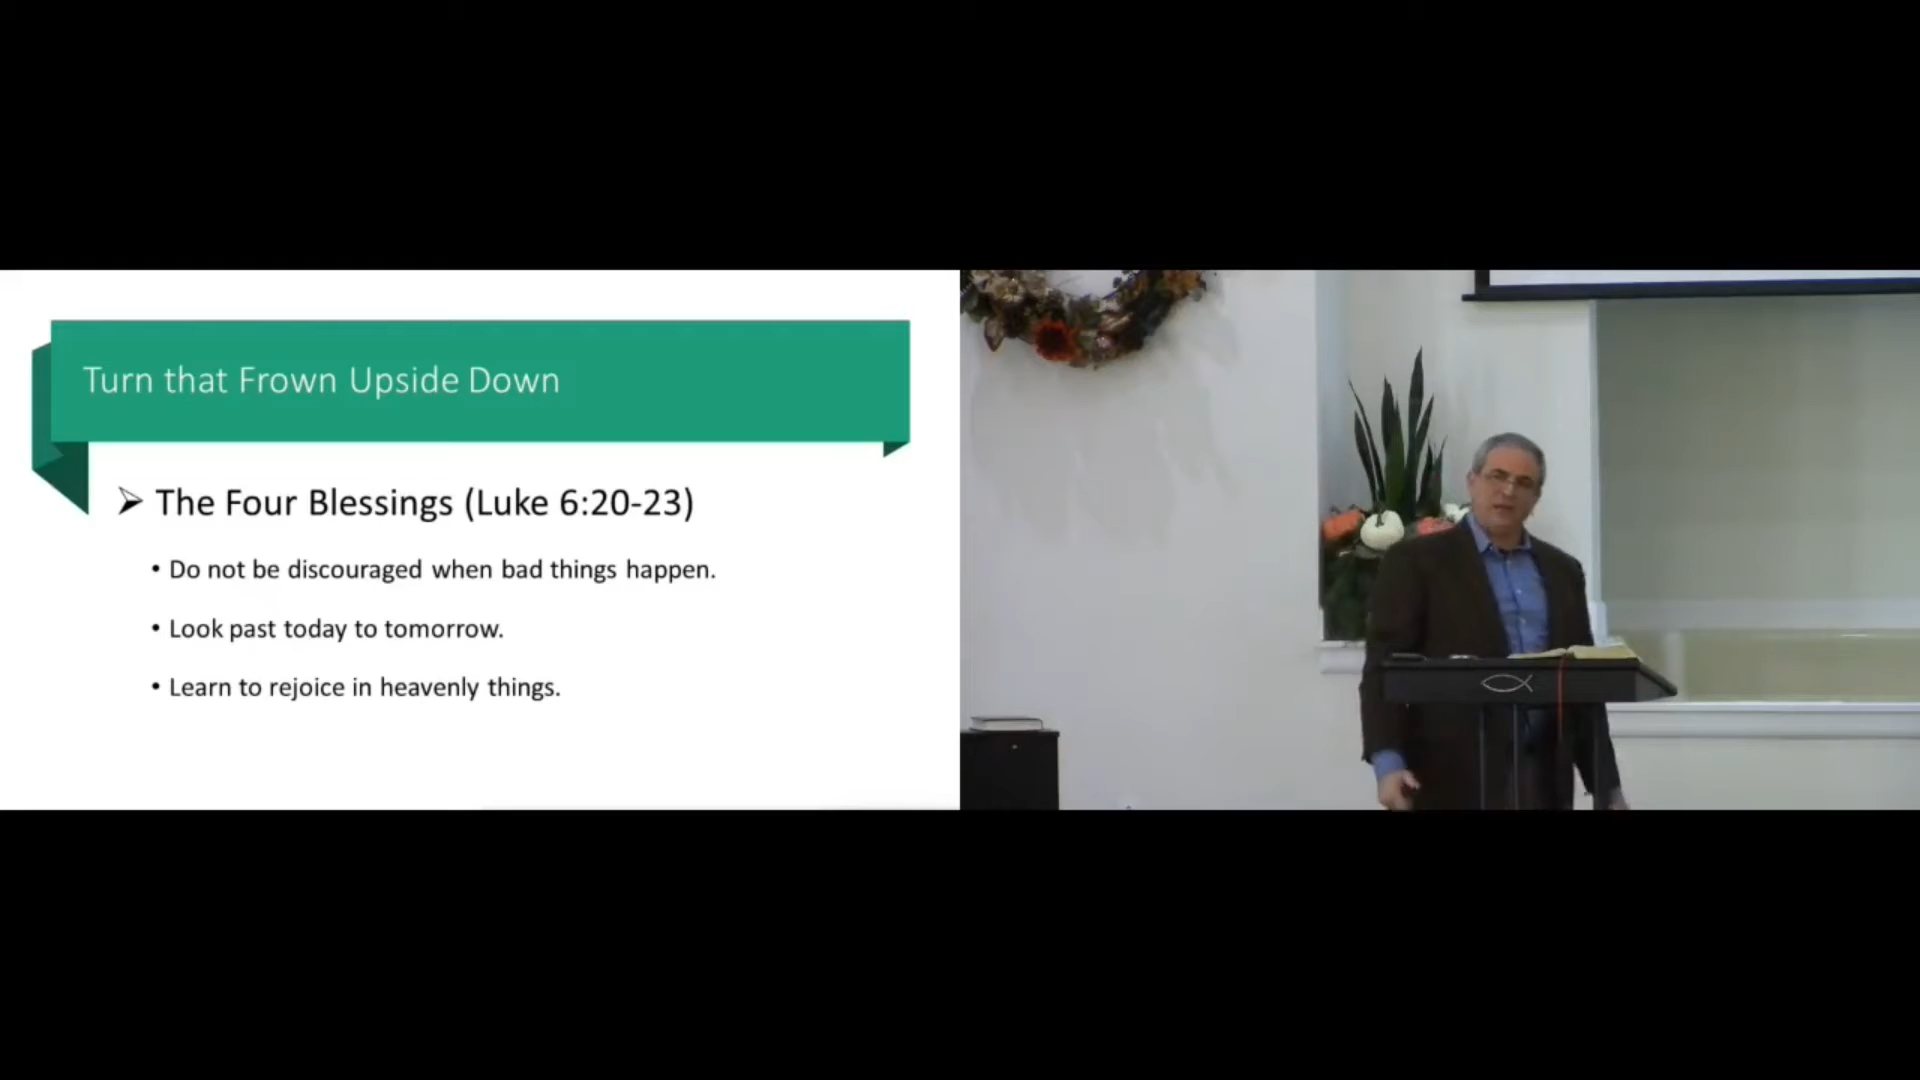 Turn that Frown Upside Down
➢ The Four Blessings (Luke 6:20-23)
• Do not be discouraged when bad things happen.
• Look past today to tomorrow.
• Learn to rejoice in heavenly things.